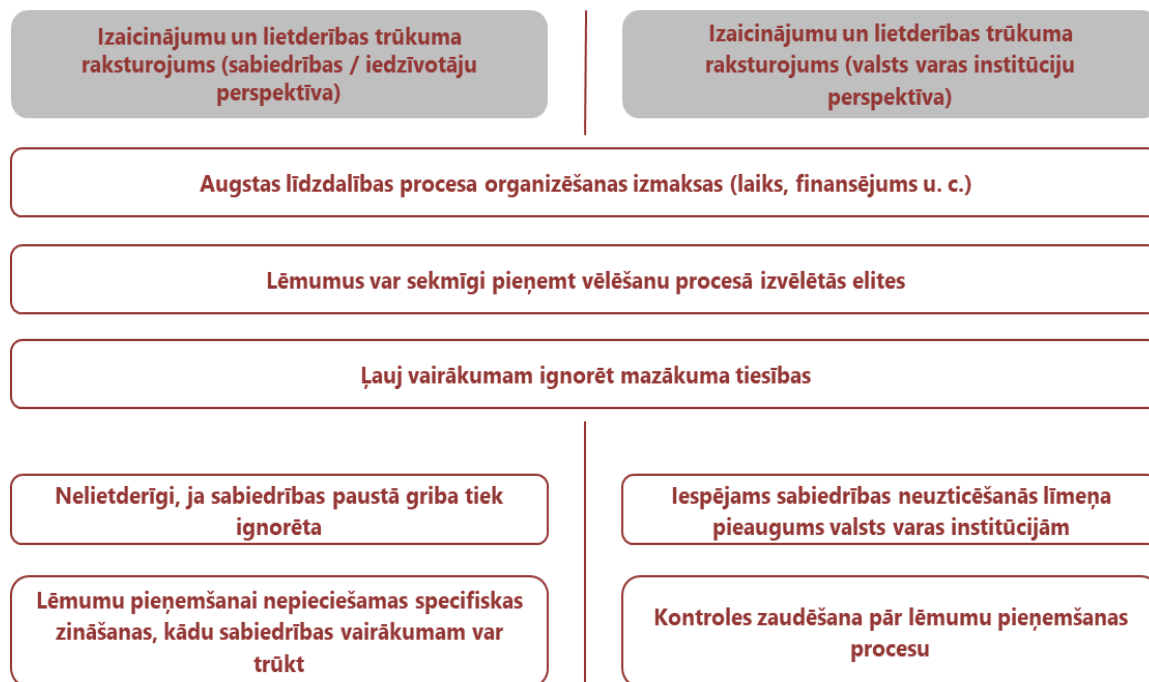 Izaicinājumu un lietderības trūkuma
raksturojums (sabiedrības / iedzīvotāju
perspektīva)
Izaicinājumu un lietderības trūkuma
raksturojums (valsts varas institūciju
perspektīva)
Augstas līdzdalības procesa organizēšanas izmaksas (laiks, finansējums u. c.)
Lēmumus var sekmīgi pieņemt vēlēšanu procesā izvēlētās elites
Ļauj vairākumam ignorēt mazākuma tiesības
Nelietderīgi, ja sabiedrības paustā griba tiek
ignorēta
Iespējams sabiedrības neuzticēšanās līmeņa
pieaugums valsts varas institūcijām
Lēmumu pieņemšanai nepieciešamas specifiskas
zināšanas, kādu sabiedrības vairākumam var
trūkt
Kontroles zaudēšana pār lēmumu pieņemšanas
procesu